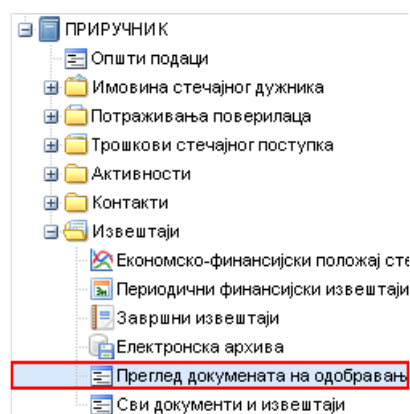 ПРИРУЧНИК
Општи подаци
Имовина стечајног дужника
Потраживања поверилаца
Трошкови стечајног поступка
Активности
Контакти
Извештаји
Економско-финансијски положај сте
Периодични финансијски извештаји
Завршни извештаји
Електронска архива
Преглед докумената на одобравањ
Сви документи и извештаји